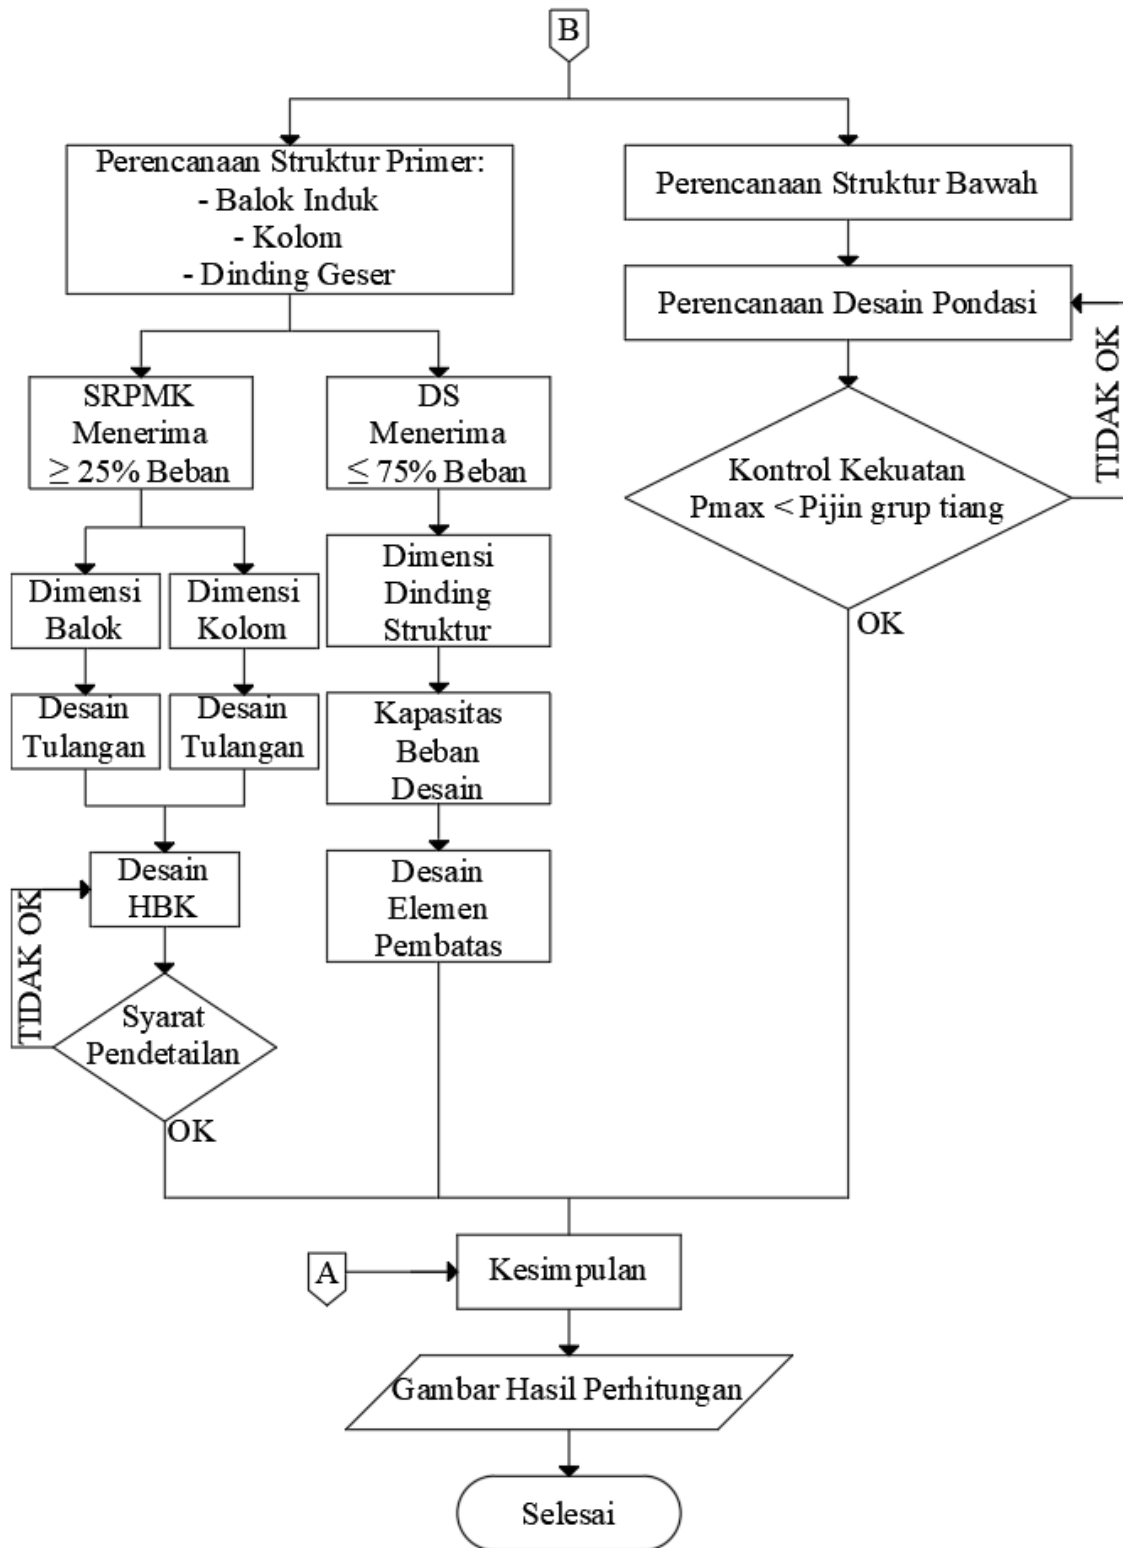 B
Perencanaan Struktur Primer:
- Balok Induk
- Kolom
- Dinding Geser
SRPMK
Menerima
≥ 25% Beban
DS
Menerima
≤ 75% Beban
Dimensi
Balok
Dimensi
Kolom
Dimensi
Dinding
Struktur
Desain
Tulangan
Desain
Tulangan
Kapasitas
Beban
Desain
Desain
HBK
Desain
Elemen
Pembatas
TIDAK OK
Syarat
Pendetailan
OK
Perencanaan Struktur Bawah
Perencanaan Desain Pondasi
TIDAK OK
Kontrol Kekuatan
Pmax < Pijin grup tiang
OK
A
Kesimpulan
Gambar Hasil Perhitungan
Selesai